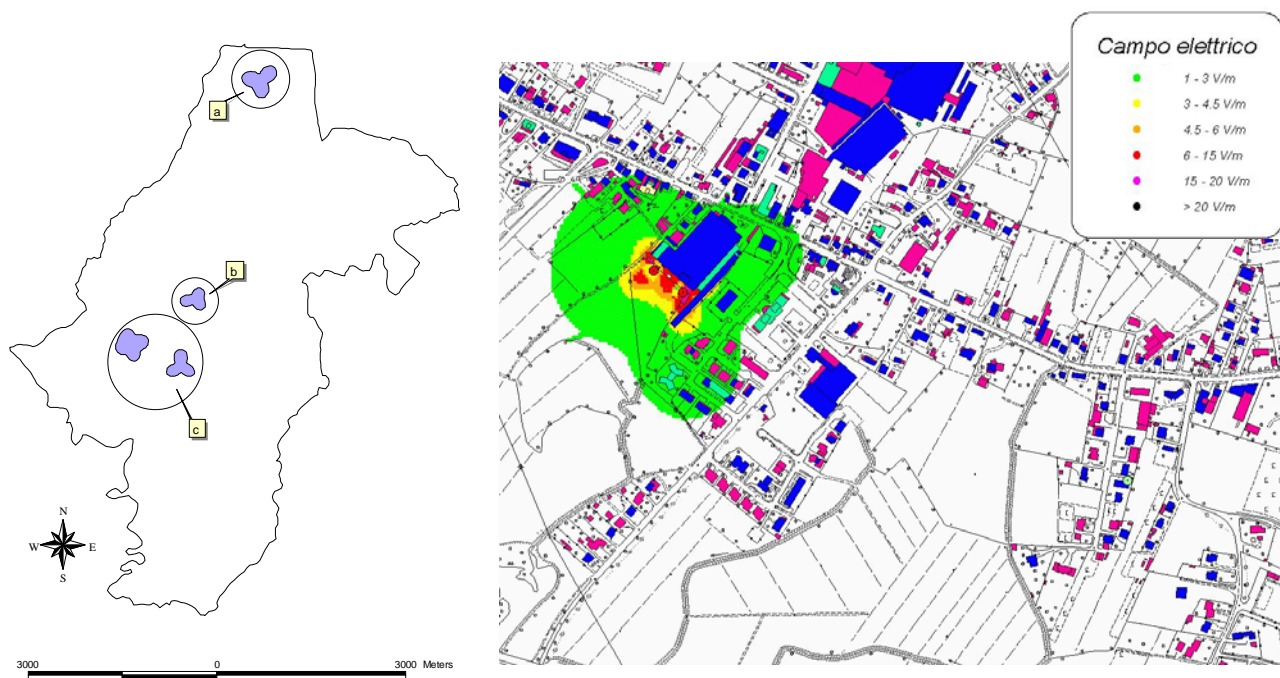 a
b
c
N
W E
S
3000 0 3000 Meters
Campo elettrico
1 - 3 V/m
3 - 4.5 V/m
4.5 - 6 V/m
6 - 15 V/m
15 - 20 V/m
> 20 V/m